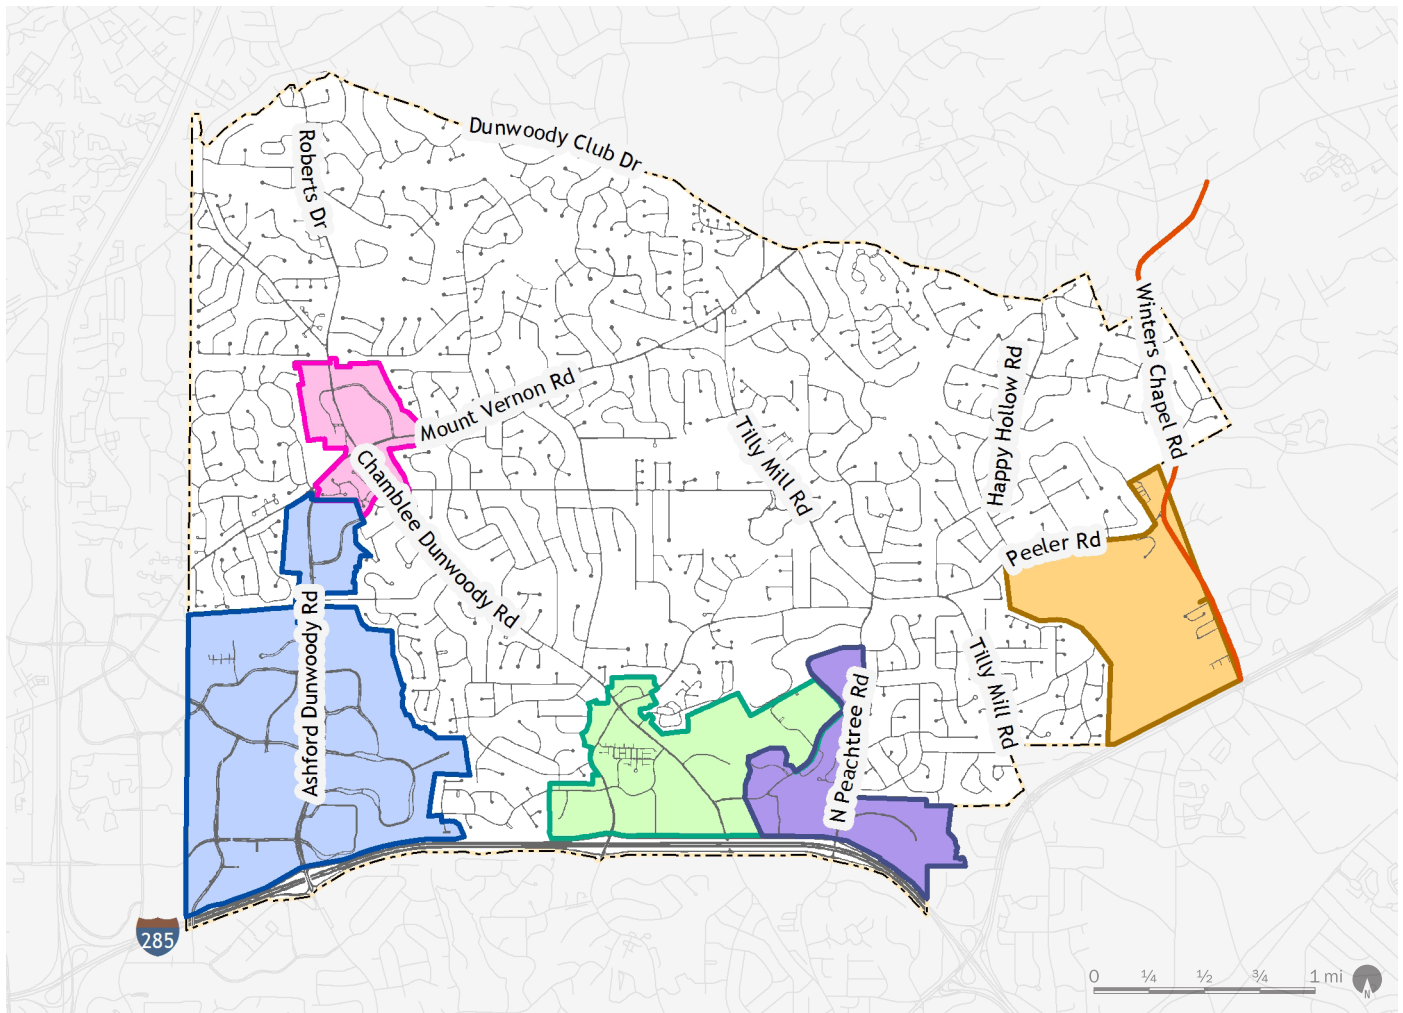 Dunwoody Club Dr
Roberts Dr
Winters Chapel Rd
Happy Hollow Rd
Mount Vernon Rd
Tilly Mill Rd
Chamblee Dunwoody Rd
Peeler Rd
Ashford Dunwoody Rd
Tilly Mill Rd
N Peachtree Rd
285
0 ¼ ½ ¾ 1 mi
N